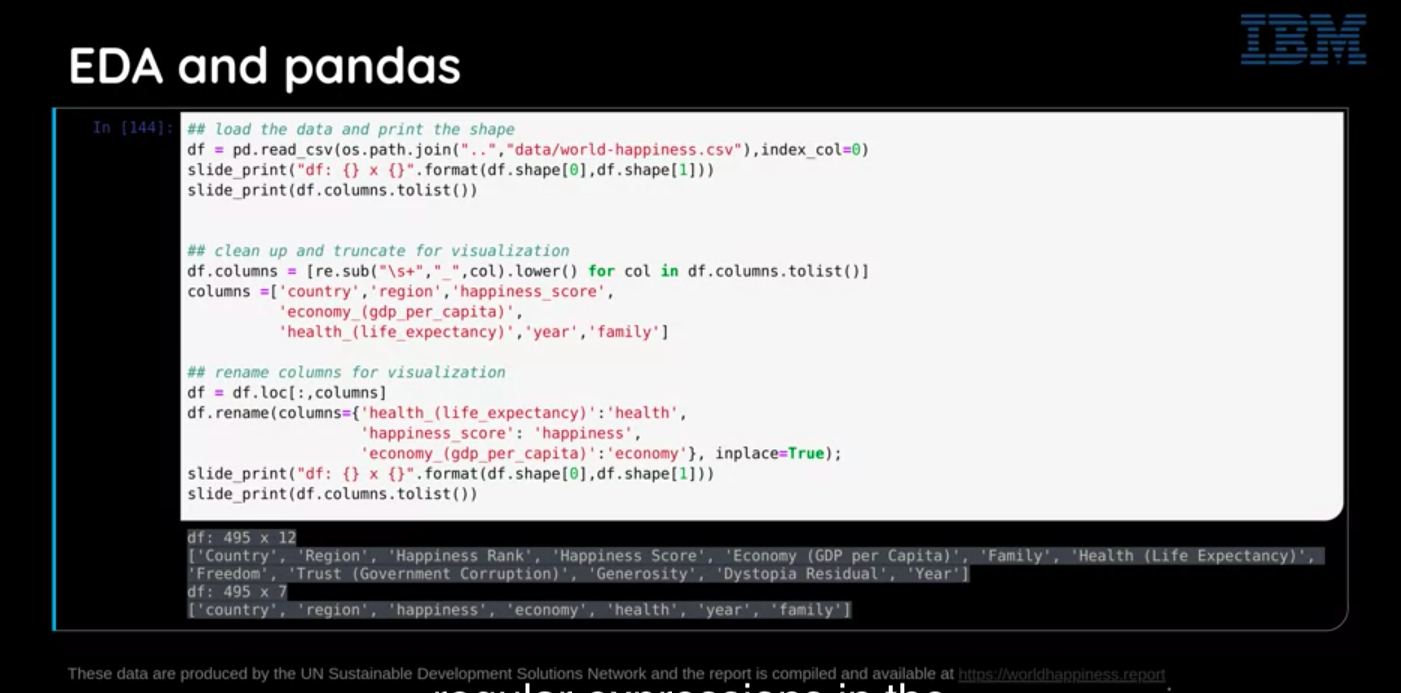 IBM
EDA and pandas
In [144]:
## load the data and print the shape
df = pd.read_csv(os.path.join("..","data/world-happiness.csv"),index_col=0)
slide_print("df: {} x {}".format(df.shape[0],df.shape[1]))
slide_print(df.columns.tolist())
## clean up and truncate for visualization
df.columns = [re.sub("\s+","_",col).lower() for col in df.columns.tolist()]
columns =['country','region','happiness_score',
'economy_(gdp_per_capita)',
'health_(life_expectancy)','year','family']
## rename columns for visualization
df = df.loc[:,columns]
df.rename(columns={'health_(life_expectancy)':'health',
'happiness_score': 'happiness',
'economy_(gdp_per_capita)':'economy'}, inplace=True);
slide_print("df: {} x {}".format(df.shape[0],df.shape[1]))
slide_print(df.columns.tolist())
df: 495 x 12
['Country', 'Region', 'Happiness Rank', 'Happiness Score', 'Economy (GDP per Capita)', 'Family', 'Health (Life Expectancy)',
'Freedom', 'Trust (Government Corruption)', 'Generosity', 'Dystopia Residual', 'Year']
df: 495 x 7
['country', 'region', 'happiness', 'economy', 'health', 'year', 'family']
These data are produced by the UN Sustainable Development Solutions Network and the report is compiled and available at https://worldhappiness.report
regular expressions in the